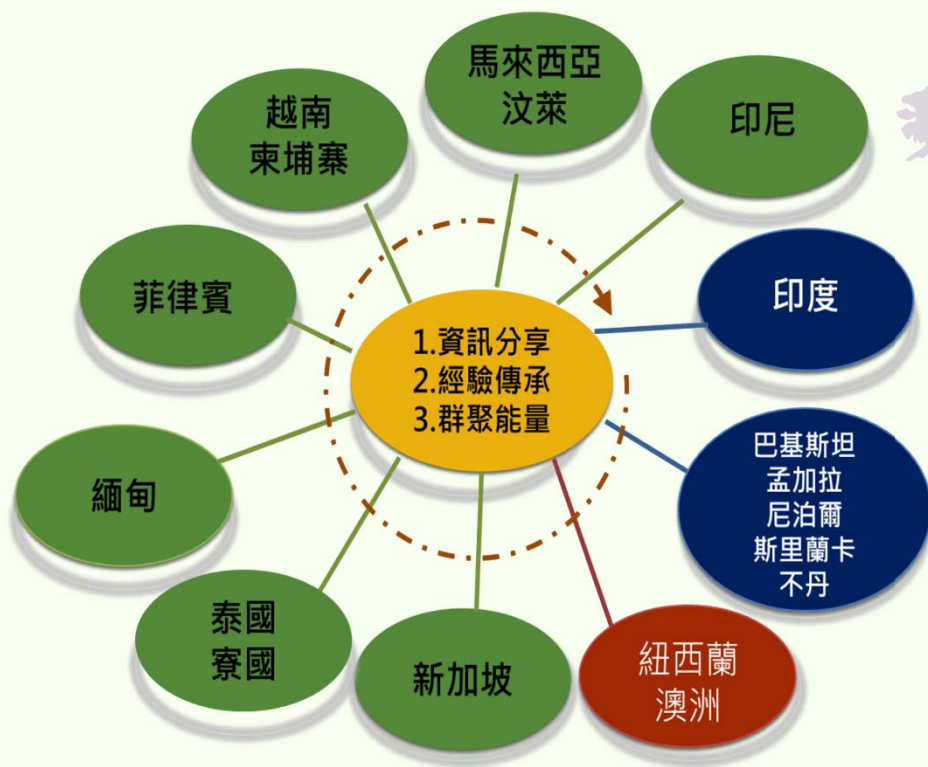 馬來西亞
汶萊
越南
柬埔寨
印尼
菲律賓
印度
1.資訊分享
2.經驗傳承
3.群聚能量
緬甸
巴基斯坦
孟加拉
尼泊爾
斯里蘭卡
不丹
泰國
寮國
新加坡
紐西蘭
澳洲